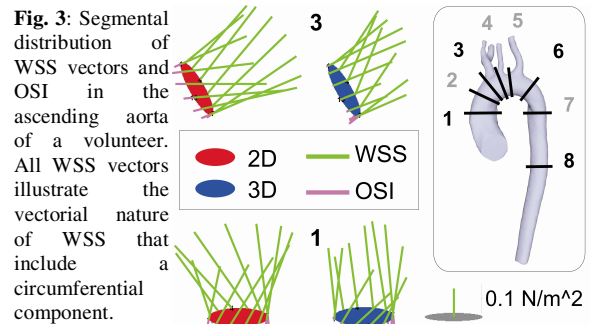 Fig. 3: Segmental
distribution of
WSS vectors and
OSI in the
ascending aorta
of a volunteer.
All WSS vectors
illustrate the
vectorial nature
of WSS that
include a
circumferential
component.
3
2D
WSS
3D
OSI
1
4
5
3
6
2
7
1
8
0.1 N/m^2